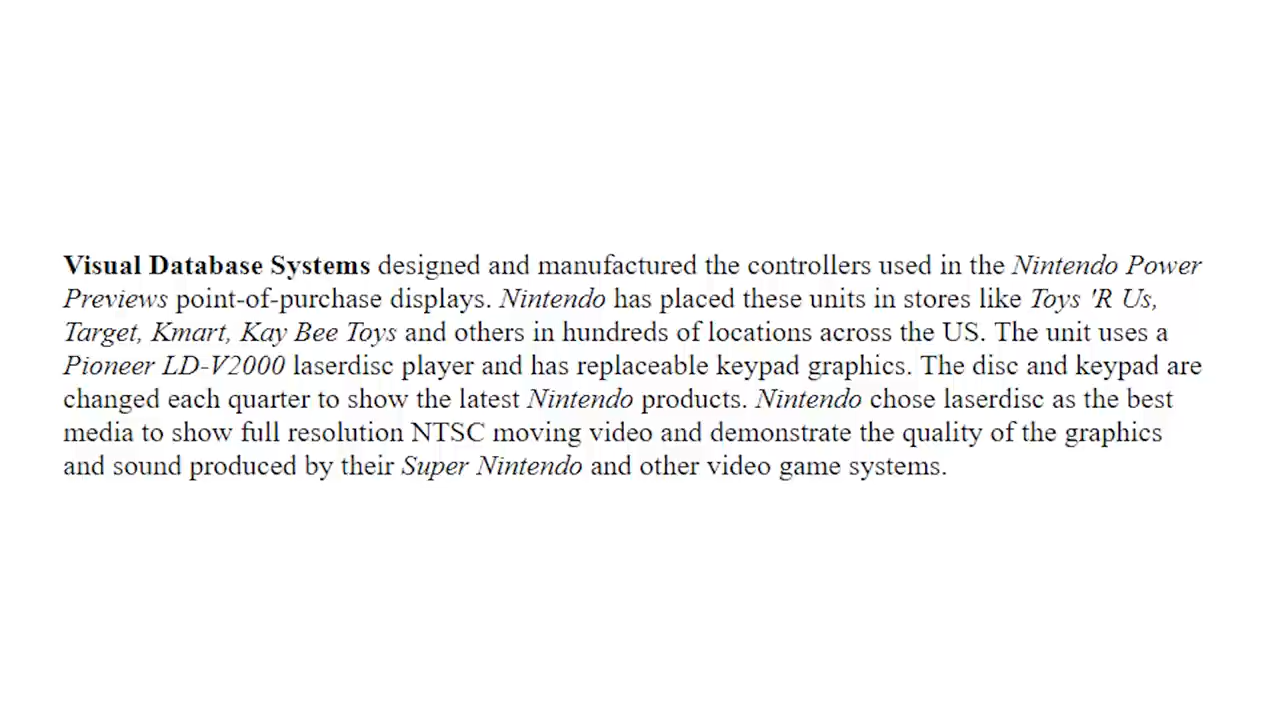 Visual Database Systems designed and manufactured the controllers used in the Nintendo Power
Previews point-of-purchase displays. Nintendo has placed these units in stores like Toys 'R Us,
Target, Kmart, Kay Bee Toys and others in hundreds of locations across the US. The unit uses a
Pioneer LD-V2000 laserdisc player and has replaceable keypad graphics. The disc and keypad are
changed each quarter to show the latest Nintendo products. Nintendo chose laserdisc as the best
media to show full resolution NTSC moving video and demonstrate the quality of the graphics
and sound produced by their Super Nintendo and other video game systems.